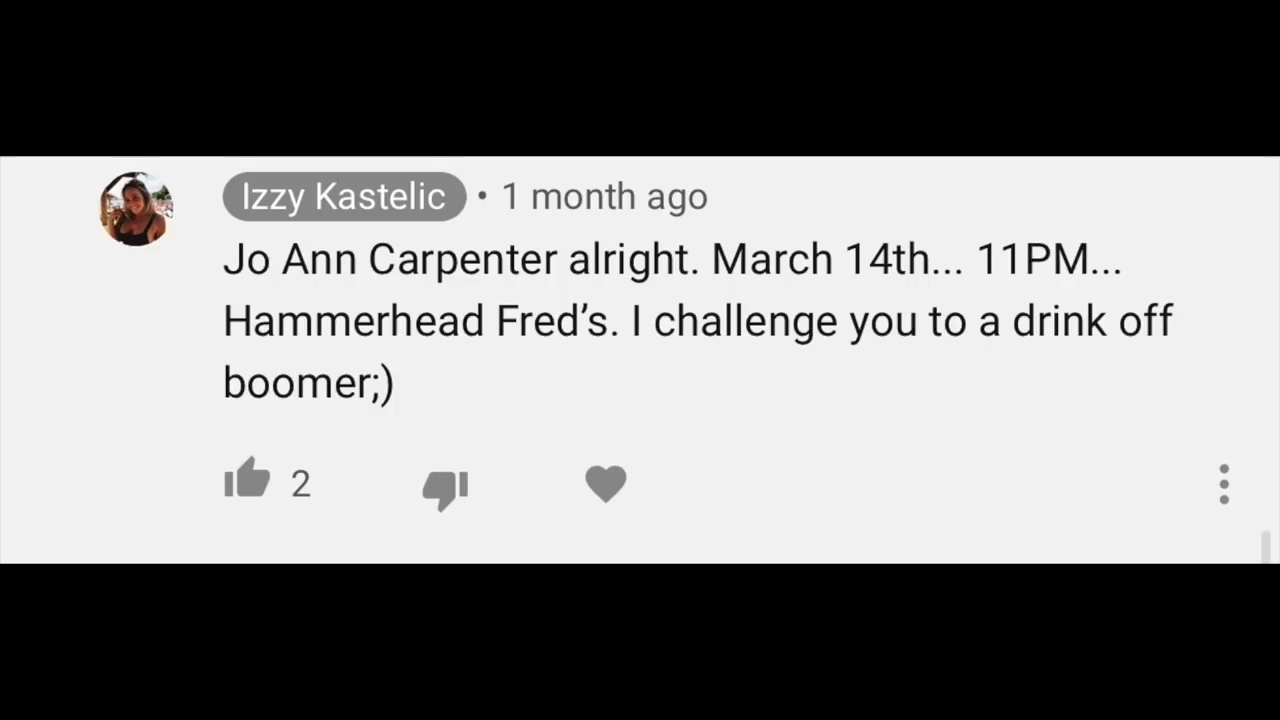 Izzy Kastelic • 1 month ago
Jo Ann Carpenter alright. March 14th... 11PM...
Hammerhead Fred’s. I challenge you to a drink off
boomer;)
2